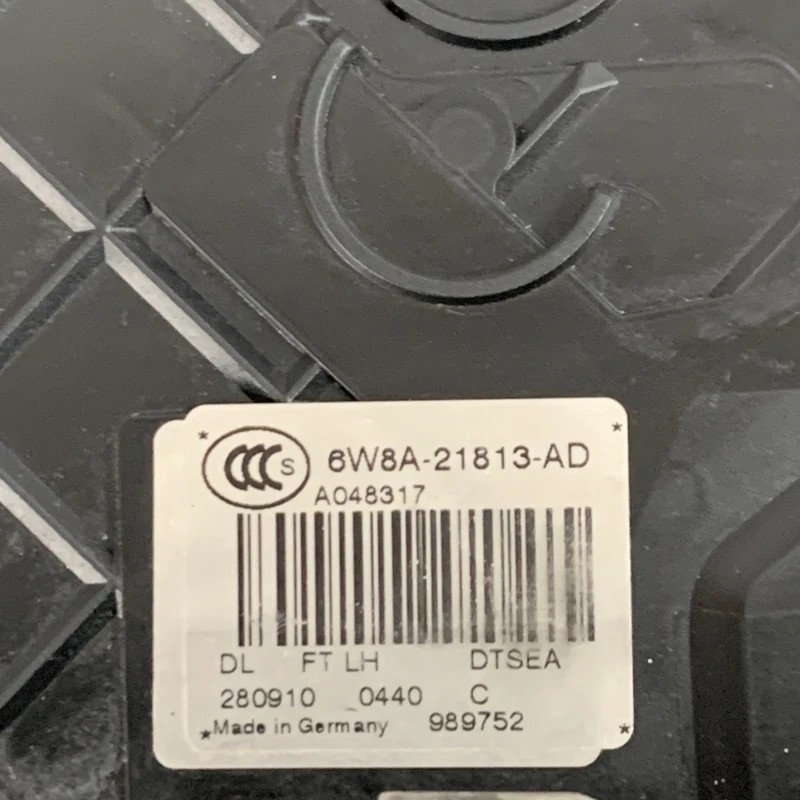 CCC S 6W8A-21813-AD
A048317
DL FT LH DTSEA
280910 0440 C
*Made in Germany 989752 *